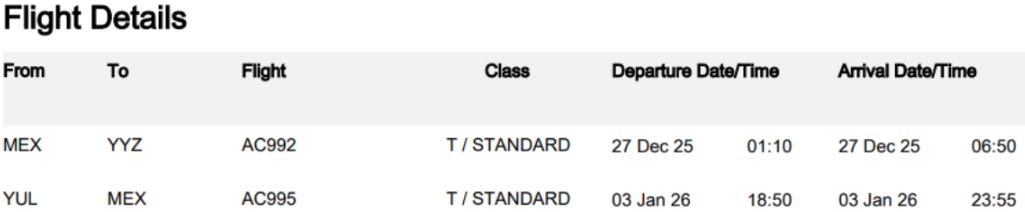 Flight Details
From To Flight Class Departure Date/Time Arrival Date/Time
MEX YYZ AC992 T / STANDARD 27 Dec 25 01:10 27 Dec 25 06:50
YUL MEX AC995 T / STANDARD 03 Jan 26 18:50 03 Jan 26 23:55